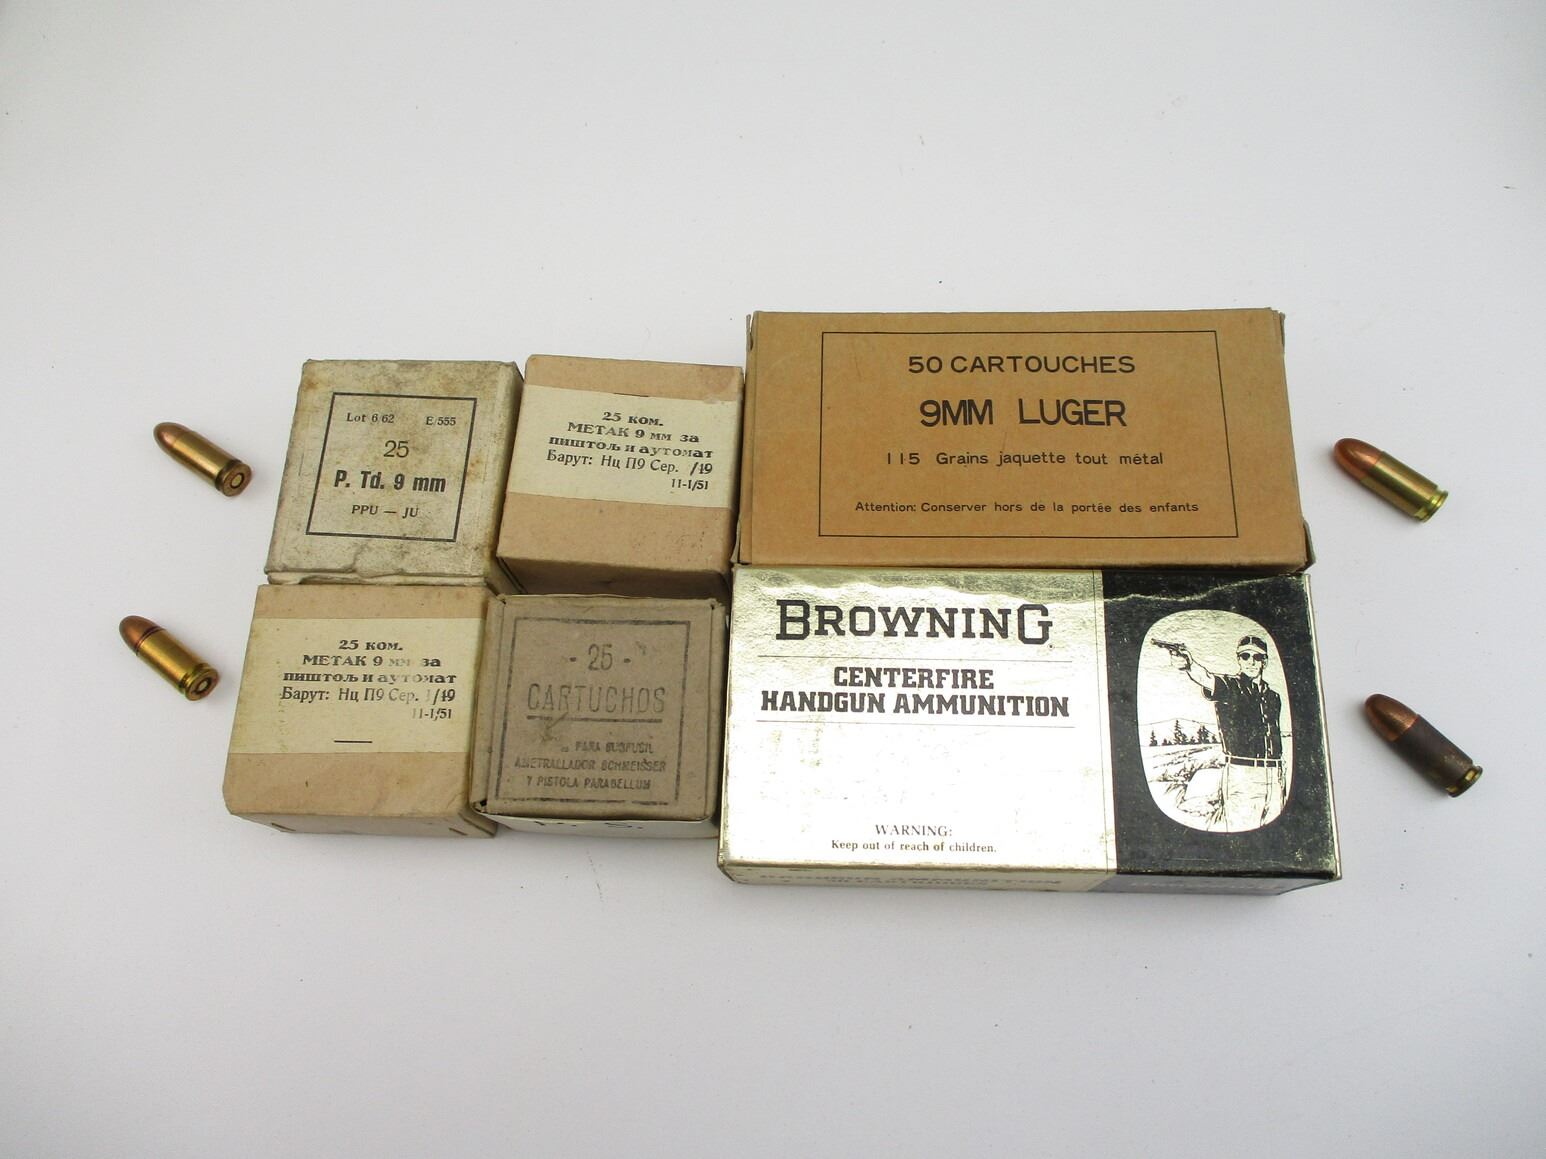 Lot 6/62 E/555
25
P. Td. 9 mm
PPU — JU
25 ком.
МЕТАК 9 мм за
пиштољ и аутомат
Барут: Нц П9 Сер. /49
11-1/51
50 CARTOUCHES
9MM LUGER
115 Grains jaquette tout métal
Attention: Conserver hors de la portée des enfants
25 ком.
МЕТАК 9 мм за
пиштољ и аутомат
Барут: Нц П9 Сер. 1/49
11-1/51
- 25 -
CARTUCHOS
PARA SUBFUSIL
AMETRALLADOR SCHMEISSER
Y PISTOLA PARABELLUM
BROWNING
CENTERFIRE
HANDGUN AMMUNITION
WARNING:
Keep out of reach of children.